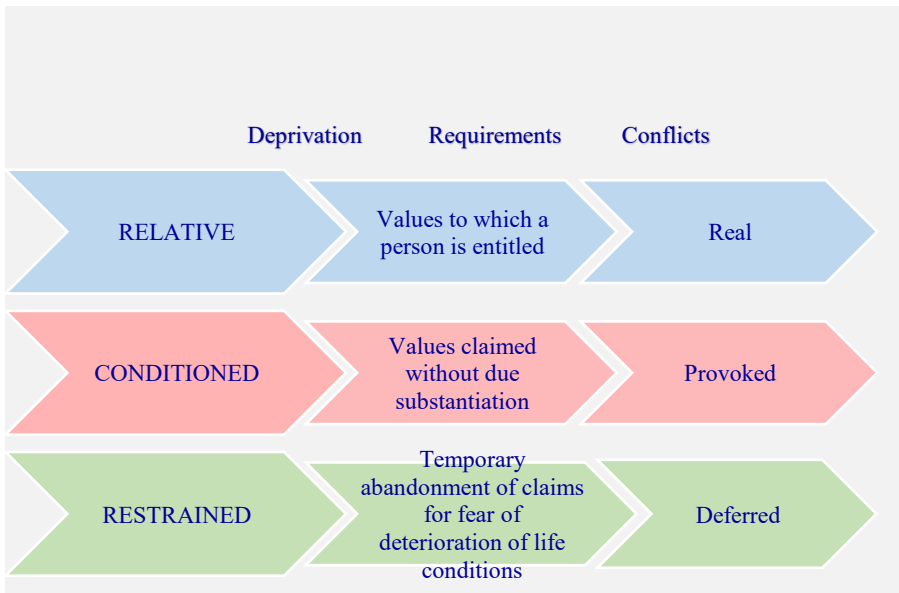 Deprivation Requirements Conflicts
RELATIVE
Values to which a
person is entitled
Real
CONDITIONED
Values claimed
without due
substantiation
Provoked
RESTRAINED
Temporary
abandonment of claims
for fear of
deterioration of life
conditions
Deferred